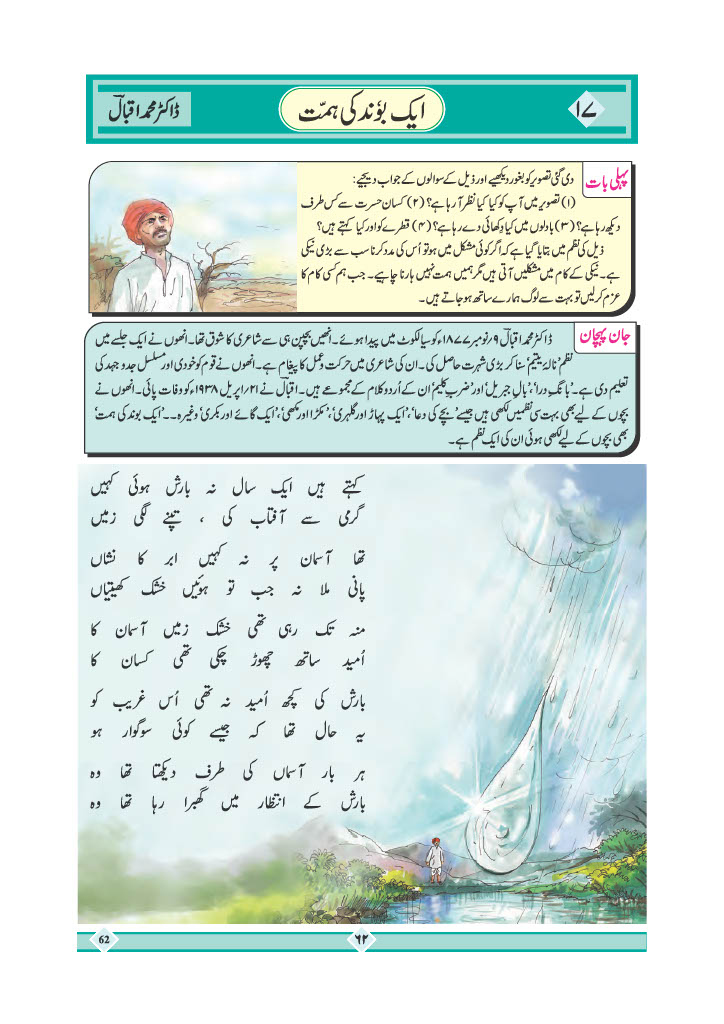 ۱۷
ایک بوٗند کی ہمّت
ڈاکٹر محمد اقبالؔ
پہلی بات
دی گئی تصویر کو بغور دیکھیے اور ذیل کے سوالوں کے جواب دیجیے:
(۱) تصویر میں آپ کو کیا کیا نظر آ رہا ہے؟ (۲) کسان حسرت سے کس طرف
دیکھ رہا ہے؟ (۳) بادلوں میں کیا دِکھائی دے رہا ہے؟ (۴) قطرے کو اور کیا کہتے ہیں؟
ذیل کی نظم میں بتایا گیا ہے کہ اگر کوئی مشکل میں ہو تو اُس کی مدد کرنا سب سے بڑی نیکی
ہے۔ نیکی کے کام میں مشکلیں آتی ہیں مگر ہمیں ہمت نہیں ہارنا چاہیے۔ جب ہم کسی کام کا
عزم کر لیں تو بہت سے لوگ ہمارے ساتھ ہو جاتے ہیں۔
جان پہچان
ڈاکٹر محمد اقبالؔ ۹؍ نومبر ۱۸۷۷ء کو سیالکوٹ میں پیدا ہوئے۔ انھیں بچپن ہی سے شاعری کا شوق تھا۔ انھوں نے ایک جلسے میں
نظم 'نالۂ یتیم' سنا کر بڑی شہرت حاصل کی۔ ان کی شاعری میں حرکت و عمل کا پیغام ہے۔ انھوں نے قوم کو خودی اور مسلسل جدوجہد کی
تعلیم دی ہے۔ 'بانگِ درا'، 'بالِ جبریل' اور 'ضربِ کلیم' ان کے اُردو کلام کے مجموعے ہیں۔ اقبالؔ نے ۲۱؍ اپریل ۱۹۳۸ء کو وفات پائی۔ انھوں نے
بچوں کے لیے بھی بہت سی نظمیں لکھی ہیں جیسے 'بچے کی دعا'، 'ایک پہاڑ اور گلہری'، 'مکڑا اور مکھی'، 'ایک گائے اور بکری' وغیرہ۔۔ 'ایک بوند کی ہمت'
بھی بچوں کے لیے لکھی ہوئی ان کی ایک نظم ہے۔
کہتے ہیں ایک سال نہ بارش ہوئی کہیں
گرمی سے آفتاب کی ، تپنے لگی زمیں
تھا آسمان پر نہ کہیں ابر کا نشاں
پانی ملا نہ جب تو ہوئیں خشک کھیتیاں
منہ تک رہی تھی خشک زمیں آسمان کا
اُمید ساتھ چھوڑ چکی تھی کسان کا
بارش کی کچھ اُمید نہ تھی اُس غریب کو
یہ حال تھا کہ جیسے کوئی سوگوار ہو
ہر بار آسماں کی طرف دیکھتا تھا وہ
بارش کے انتظار میں گھبرا رہا تھا وہ
62
۶۲